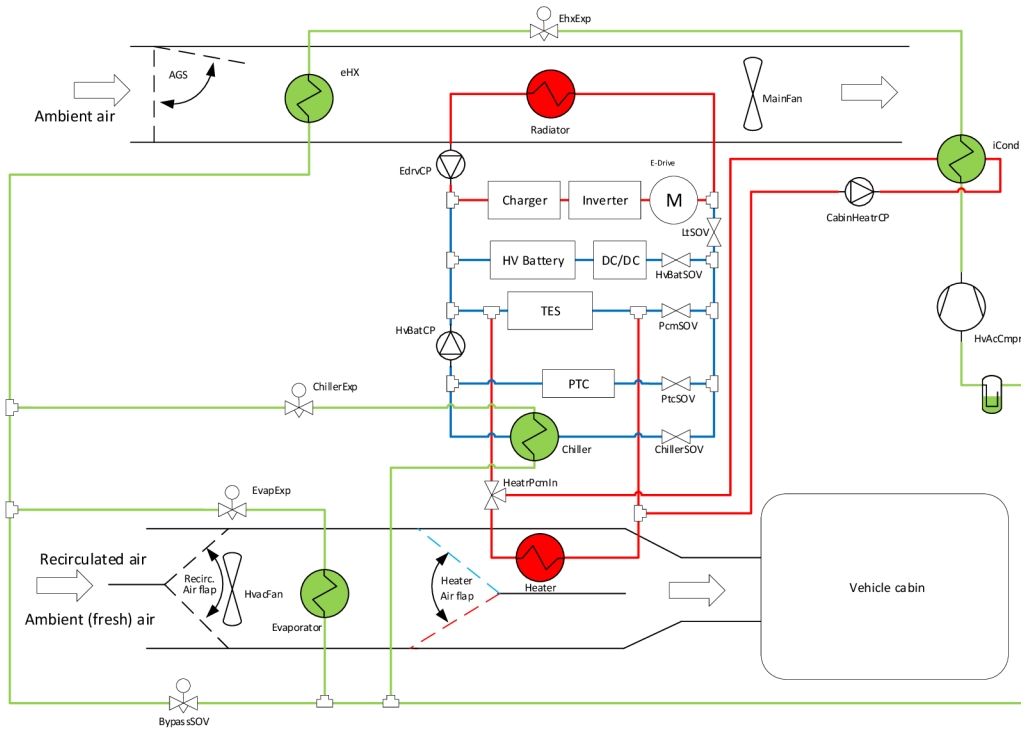 EhxExp
AGS
eHX
Ambient air
Radiator
MainFan
iCond
EdrvCP
E-Drive
Charger
Inverter
M
CabinHeatrCP
LtSOV
HV Battery
DC/DC
HvBatSOV
TES
PcmSOV
HvBatCP
HvAcCmpr
ChillerExp
PTC
PtcSOV
Chiller
ChillerSOV
EvapExp
HeatrPcmIn
Recirculated air
Recirc.
Air flap
HvacFan
Heater
Air flap
Heater
Vehicle cabin
Ambient (fresh) air
Evaporator
BypassSOV